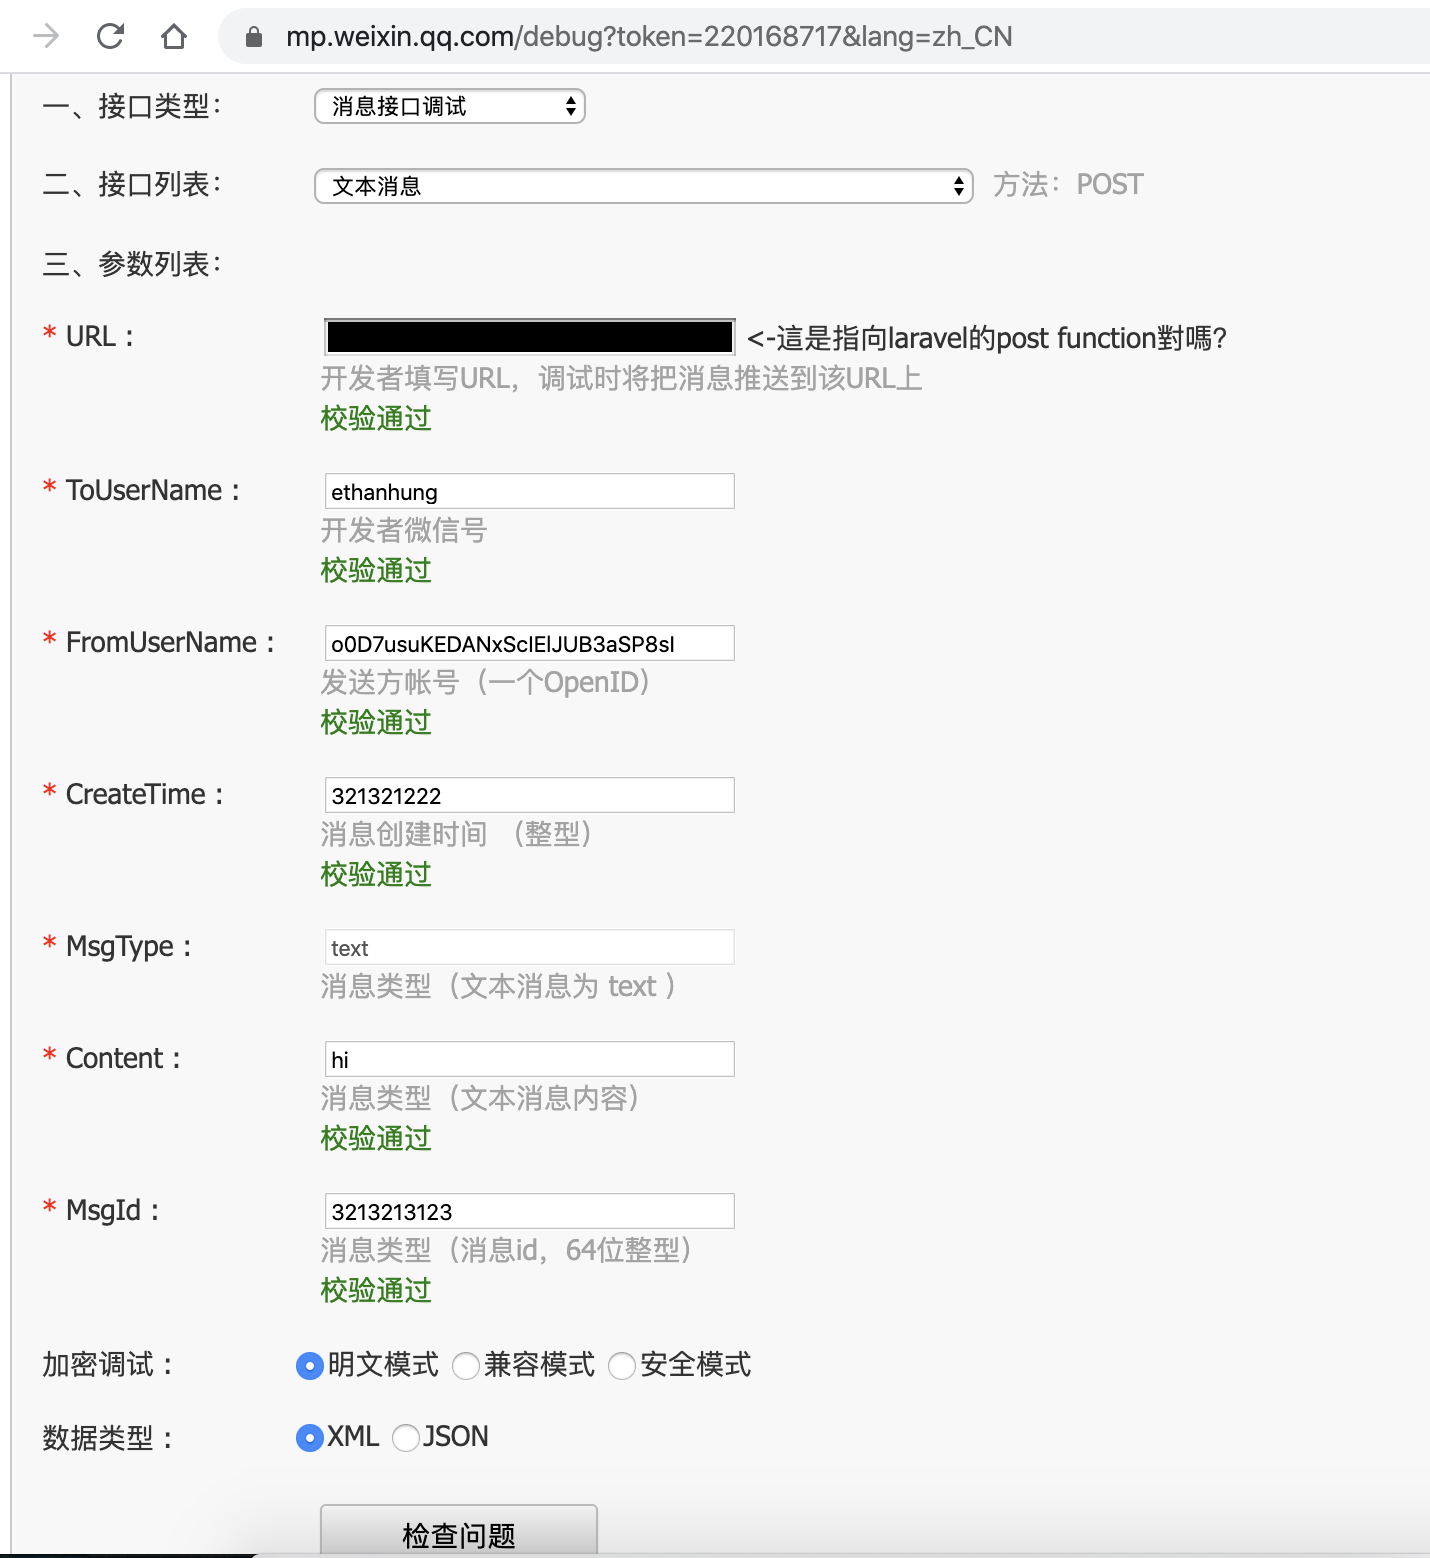 mp.weixin.qq.com/debug?token=220168717&lang=zh_CN
一、接口类型: 消息接口调试
二、接口列表: 文本消息 方法: POST
三、参数列表:
* URL : <-這是指向laravel的post function對嗎?
开发者填写URL，调试时将把消息推送到该URL上
校验通过
* ToUserName : ethanhung
开发者微信号
校验通过
* FromUserName : o0D7usuKEDANxSclElJUB3aSP8sI
发送方帐号（一个OpenID）
校验通过
* CreateTime : 321321222
消息创建时间 （整型）
校验通过
* MsgType : text
消息类型（文本消息为 text ）
* Content : hi
消息类型（文本消息内容）
校验通过
* MsgId : 3213213123
消息类型（消息id，64位整型）
校验通过
加密调试 : 明文模式 兼容模式 安全模式
数据类型 : XML JSON
检查问题